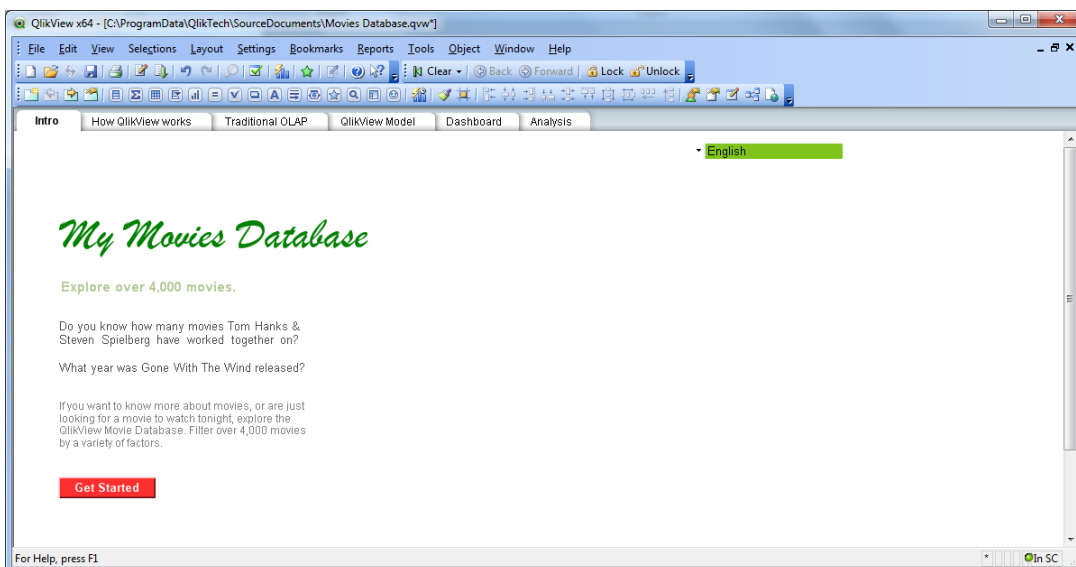 QlikView x64 - [C:\ProgramData\QlikTech\SourceDocuments\Movies Database.qvw*]
File Edit View Selections Layout Settings Bookmarks Reports Tools Object Window Help
Clear Back Forward Lock Unlock
Intro How QlikView works Traditional OLAP QlikView Model Dashboard Analysis
English
My Movies Database
Explore over 4,000 movies.
Do you know how many movies Tom Hanks &
Steven Spielberg have worked together on?
What year was Gone With The Wind released?
If you want to know more about movies, or are just
looking for a movie to watch tonight, explore the
QlikView Movie Database. Filter over 4,000 movies
by a variety of factors.
Get Started
For Help, press F1 * In SC